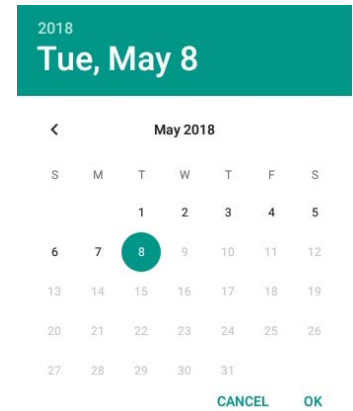 2018
Tue, May 8
< May 2018
S M T W T F S
1 2 3 4 5
6 7 8 9 10 11 12
13 14 15 16 17 18 19
20 21 22 23 24 25 26
27 28 29 30 31
CANCEL OK